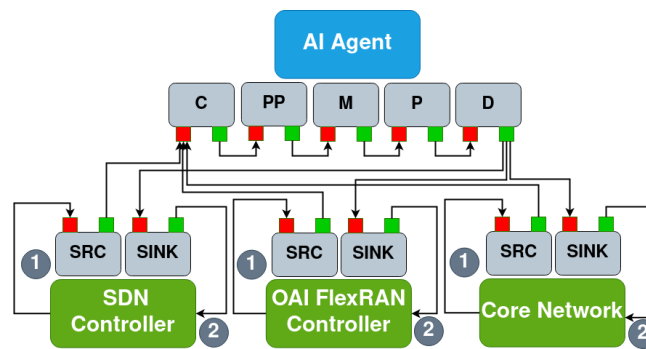 AI Agent
C
PP
M
P
D
SRC
SINK
SRC
SINK
SRC
SINK
1
1
1
SDN
Controller
OAI FlexRAN
Controller
Core Network
2
2
2